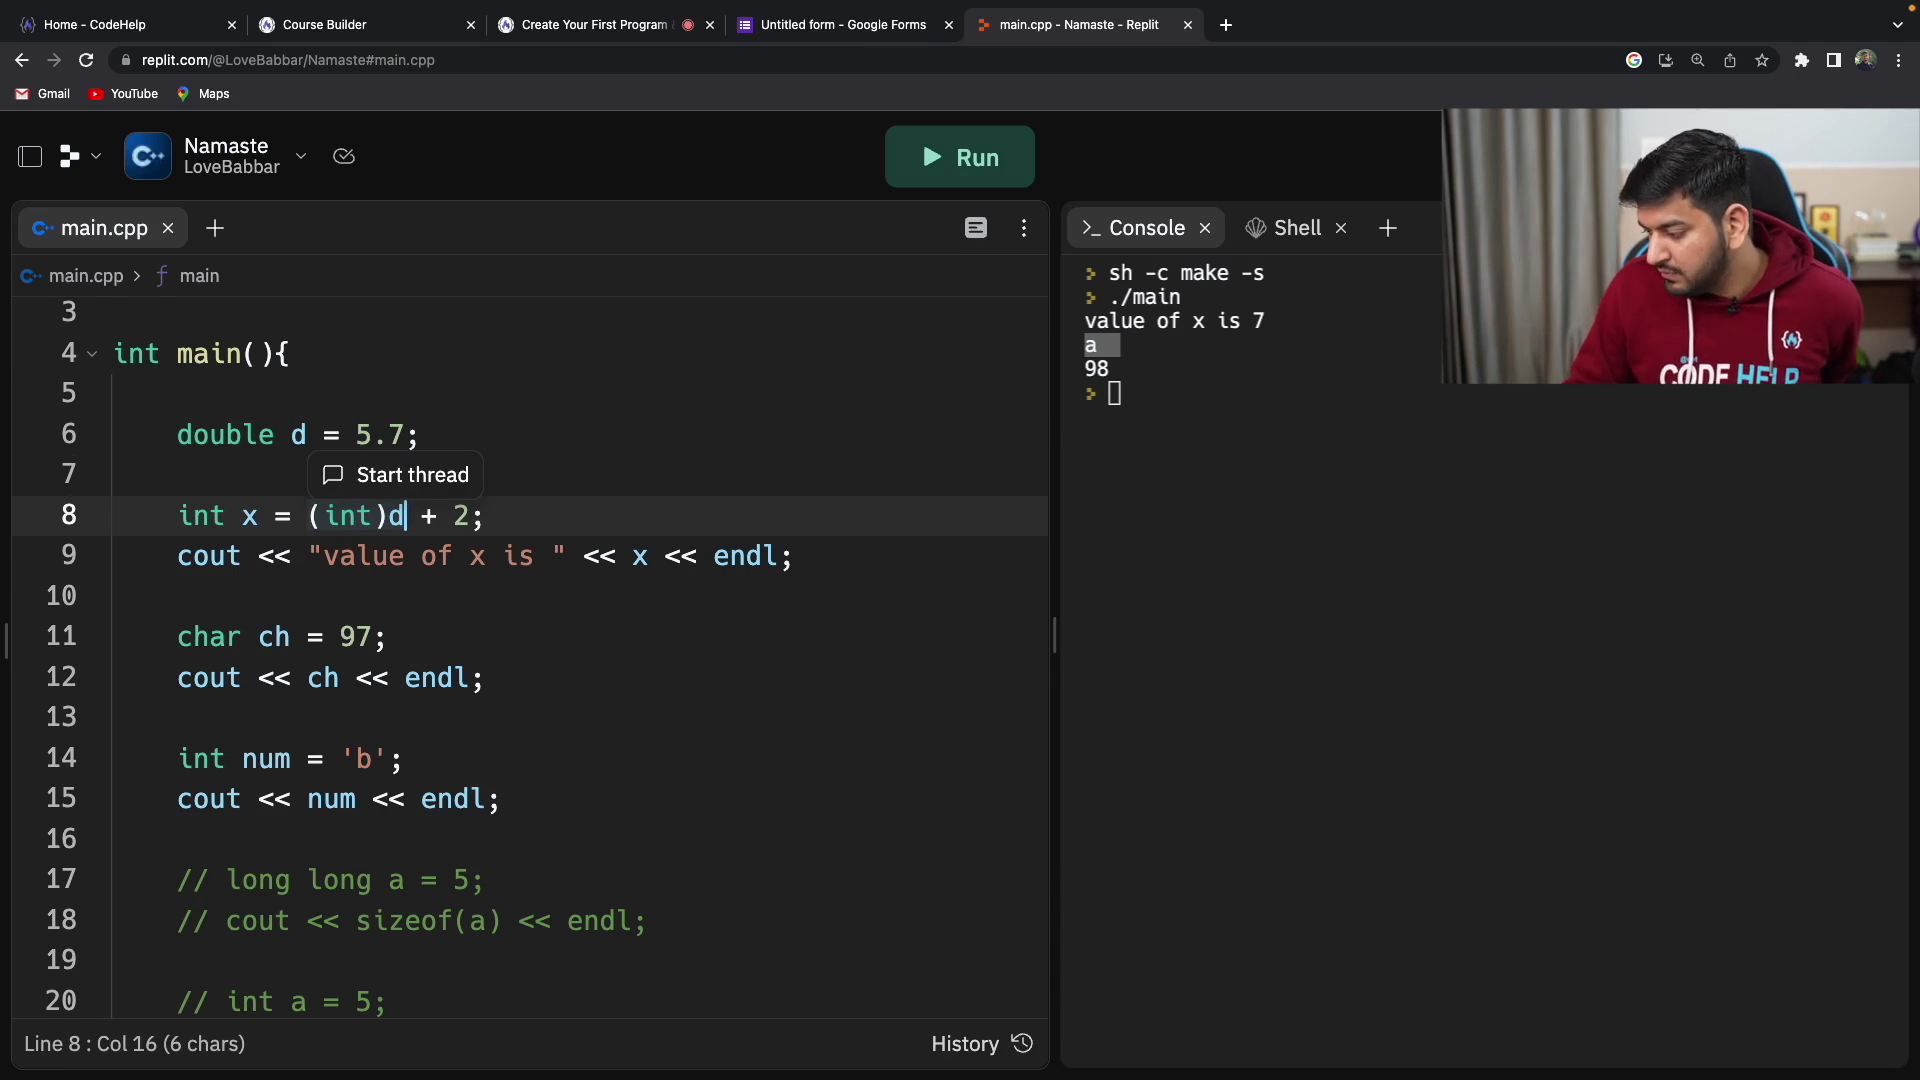 Home - CodeHelp
Course Builder
Create Your First Program
Untitled form - Google Forms
main.cpp - Namaste - Replit
replit.com/@LoveBabbar/Namaste#main.cpp
Gmail
YouTube
Maps
C++
Namaste
LoveBabbar
Run
main.cpp
main.cpp > main
3
4 int main(){
5
6 double d = 5.7;
7
Start thread
8 int x = (int)d + 2;
9 cout << "value of x is " << x << endl;
10
11 char ch = 97;
12 cout << ch << endl;
13
14 int num = 'b';
15 cout << num << endl;
16
17 // long long a = 5;
18 // cout << sizeof(a) << endl;
19
20 // int a = 5;
Line 8 : Col 16 (6 chars)
History
>_ Console
Shell
> sh -c make -s
> ./main
value of x is 7
a
98
>
CODE HELP